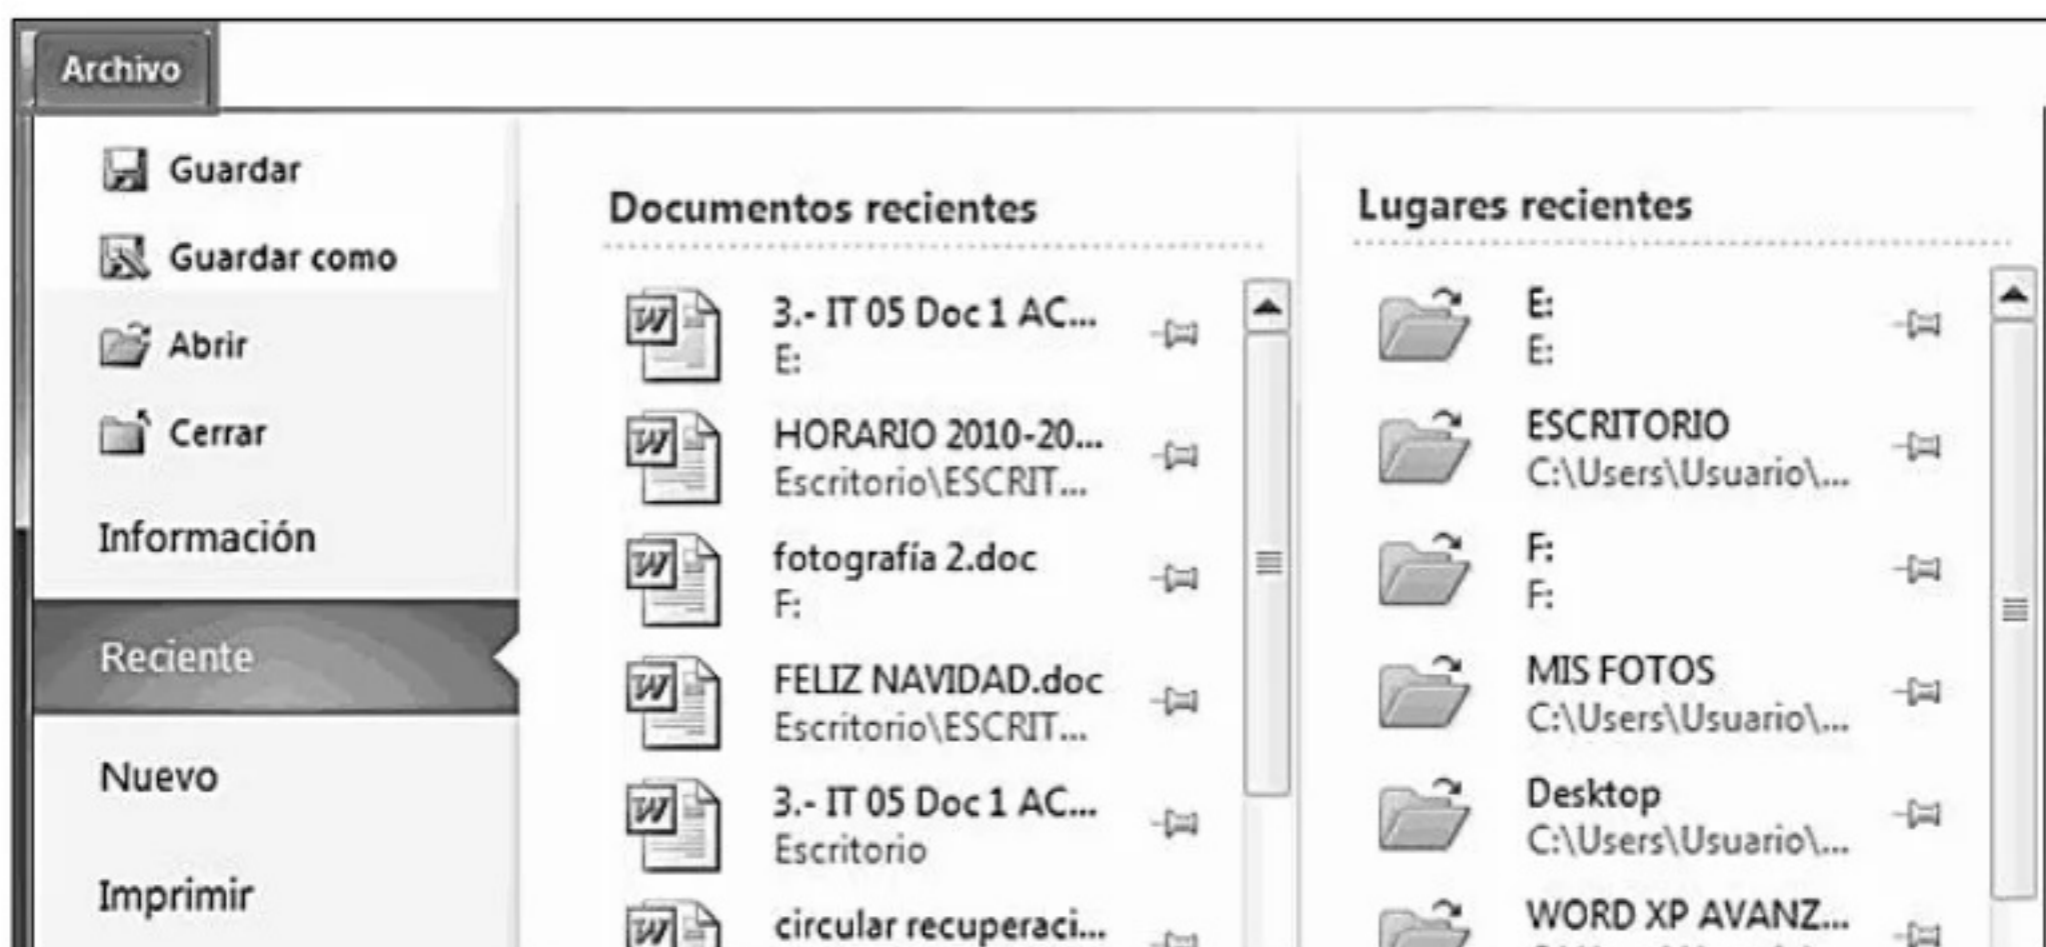 Archivo
Guardar
Guardar como
Abrir
Cerrar
Información
Reciente
Nuevo
Imprimir
Documentos recientes
3.- IT 05 Doc 1 AC...
E:
HORARIO 2010-20...
Escritorio\ESCRIT...
fotografía 2.doc
F:
FELIZ NAVIDAD.doc
Escritorio\ESCRIT...
3.- IT 05 Doc 1 AC...
Escritorio
circular recuperaci...
Lugares recientes
E:
E:
ESCRITORIO
C:\Users\Usuario\...
F:
F:
MIS FOTOS
C:\Users\Usuario\...
Desktop
C:\Users\Usuario\...
WORD XP AVANZ...